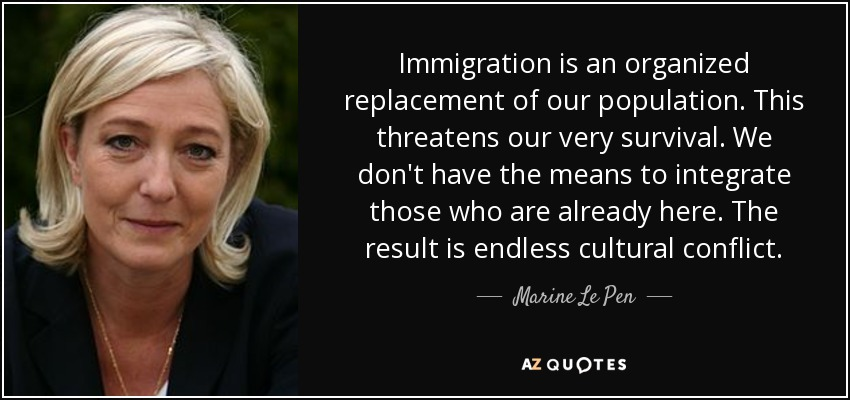 Immigration is an organized
replacement of our population. This
threatens our very survival. We
don't have the means to integrate
those who are already here. The
result is endless cultural conflict.
Marine Le Pen
AZ QUOTES